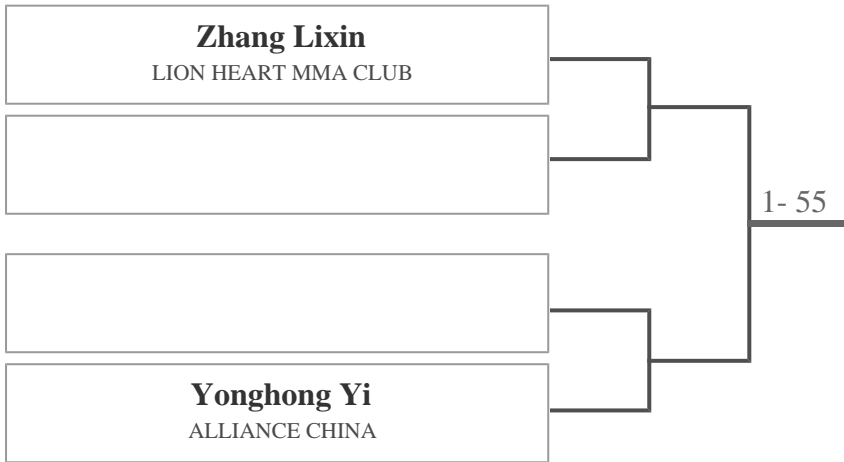 Zhang Lixin
LION HEART MMA CLUB
1- 55
Yonghong Yi
ALLIANCE CHINA